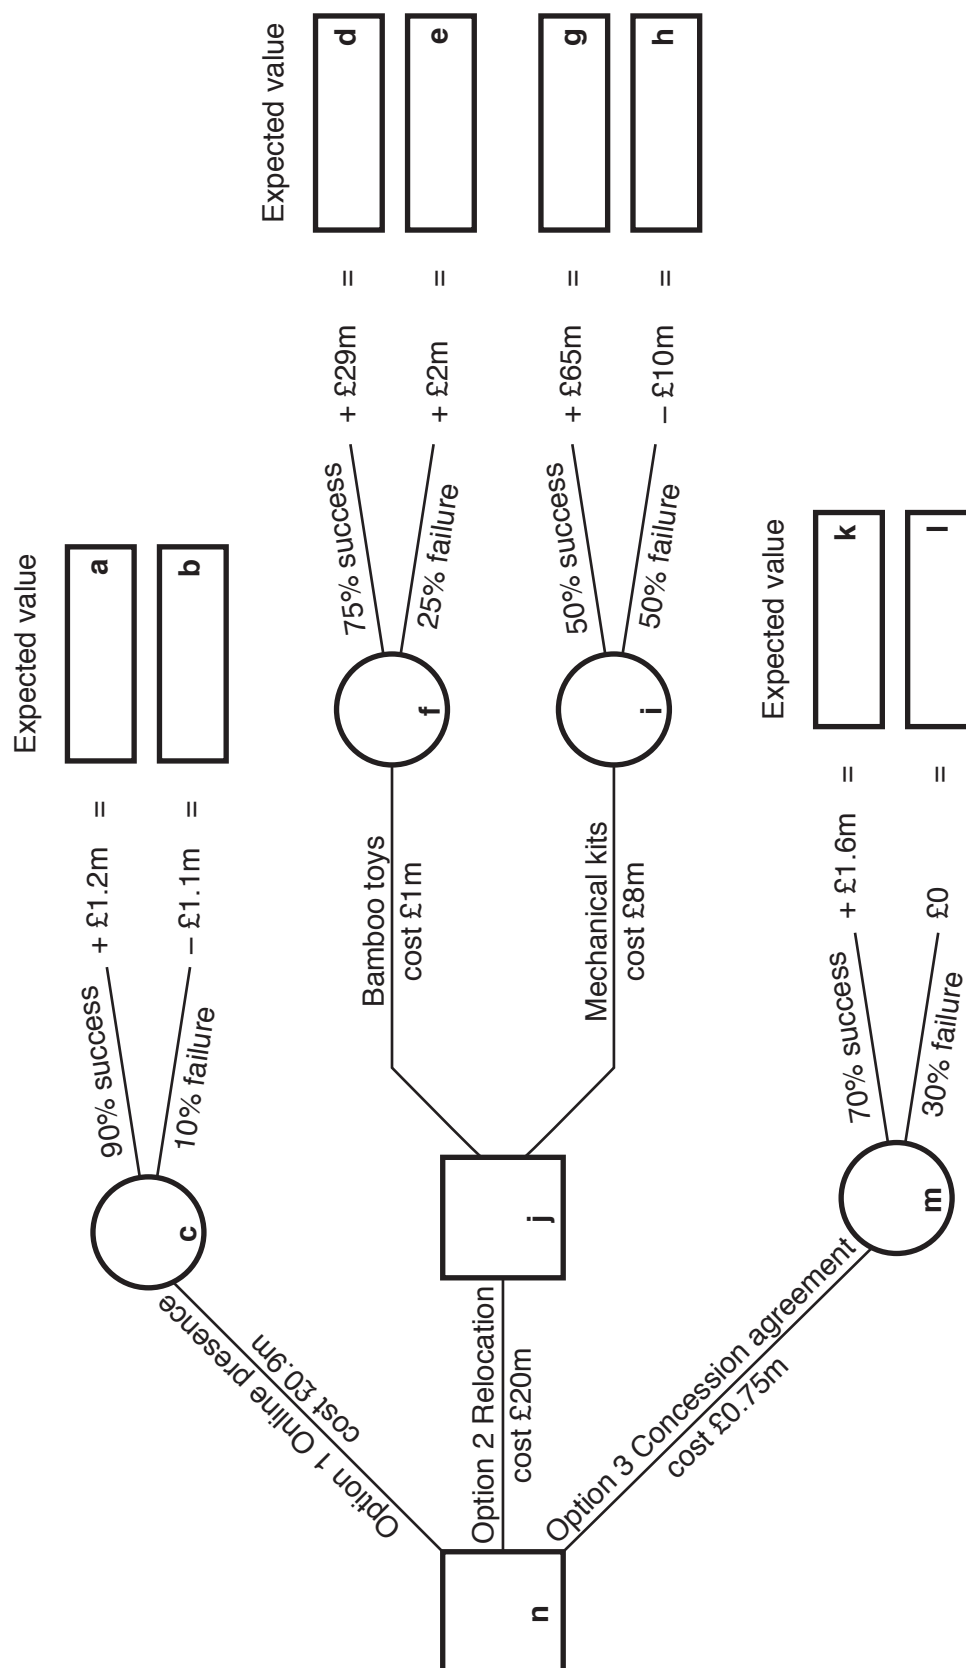 Expected value
90% success
+ £1.2m
=
a
10% failure
– £1.1m
=
b
c
Option 1 Online presence
cost £0.9m
Expected value
75% success
+ £29m
=
d
25% failure
+ £2m
=
e
f
Bamboo toys
cost £1m
50% success
+ £65m
=
g
50% failure
– £10m
=
h
i
Mechanical kits
cost £8m
j
Option 2 Relocation
cost £20m
n
Option 3 Concession agreement
cost £0.75m
Expected value
70% success
+ £1.6m
=
k
30% failure
£0
=
l
m